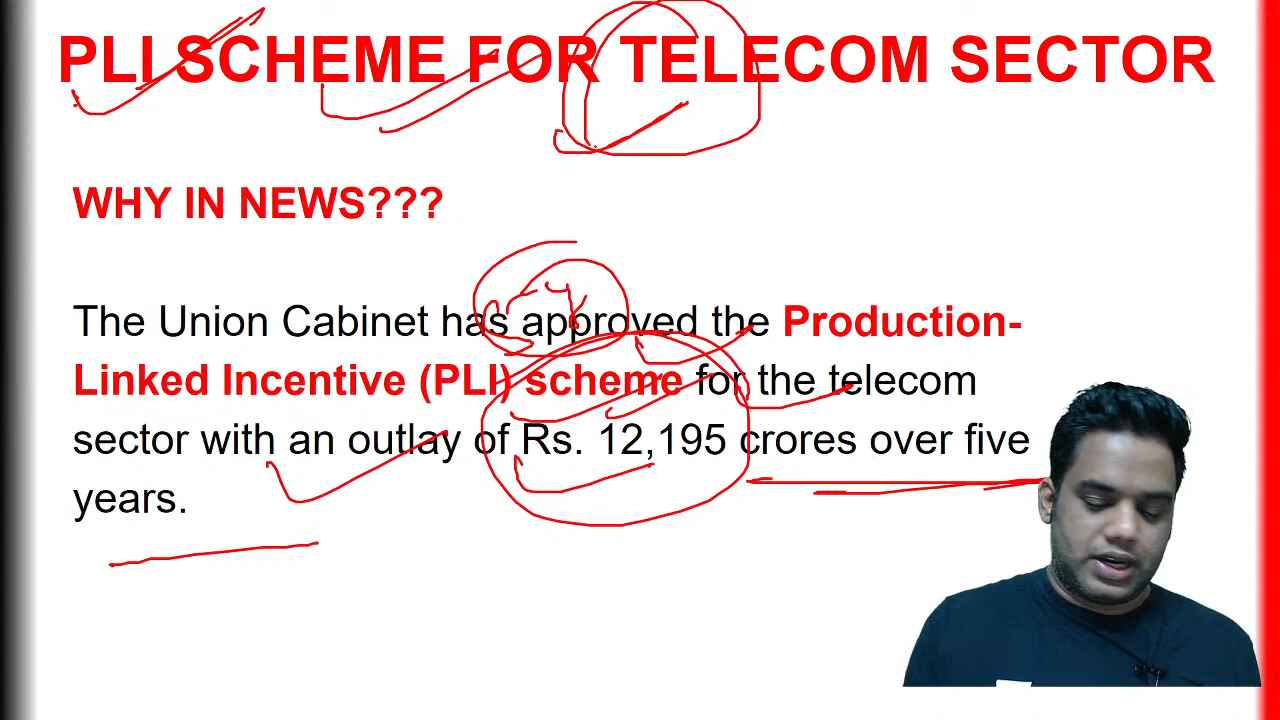 PLI SCHEME FOR TELECOM SECTOR
WHY IN NEWS???
The Union Cabinet has approved the Production-
Linked Incentive (PLI) scheme for the telecom
sector with an outlay of Rs. 12,195 crores over five
years.